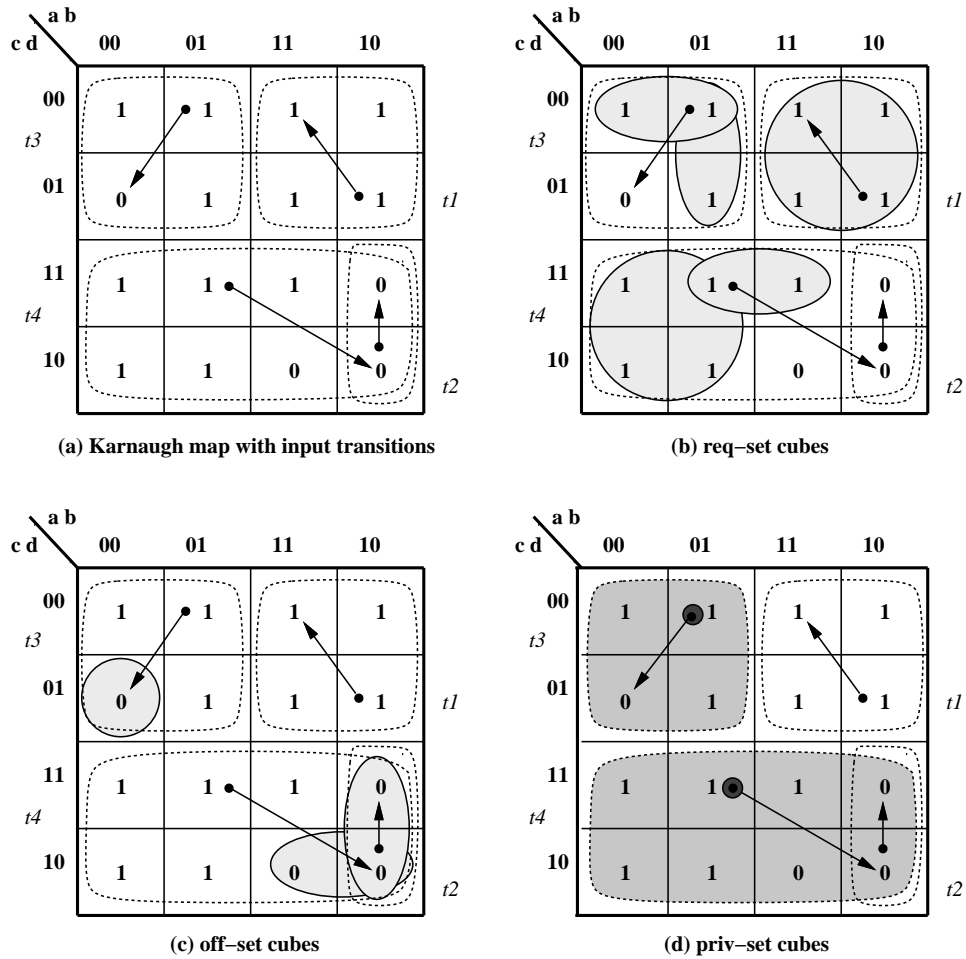 a b
c d 00 01 11 10
00 1 1 1 1
t3
01 0 1 1 1 t1
11 1 1 1 0
t4
10 1 1 0 0 t2
(a) Karnaugh map with input transitions
a b
c d 00 01 11 10
00 1 1 1 1
t3
01 0 1 1 1 t1
11 1 1 1 0
t4
10 1 1 0 0 t2
(b) req−set cubes
a b
c d 00 01 11 10
00 1 1 1 1
t3
01 0 1 1 1 t1
11 1 1 1 0
t4
10 1 1 0 0 t2
(c) off−set cubes
a b
c d 00 01 11 10
00 1 1 1 1
t3
01 0 1 1 1 t1
11 1 1 1 0
t4
10 1 1 0 0 t2
(d) priv−set cubes